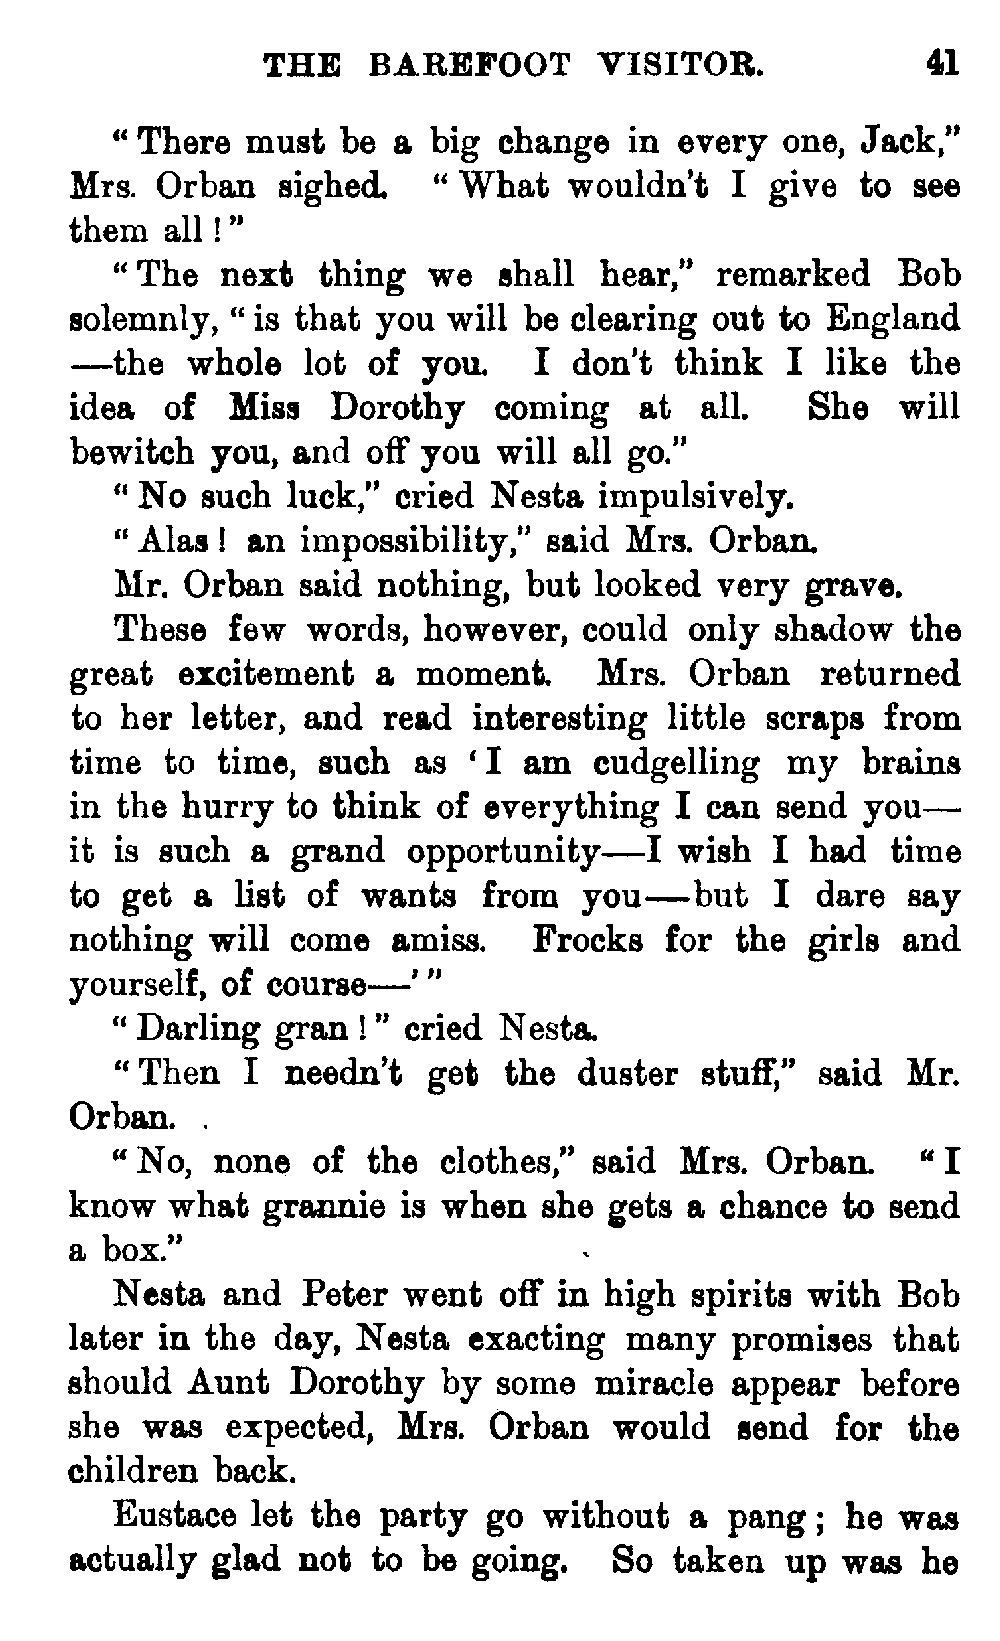 THE BAREFOOT VISITOR. 41
“There must be a big change in every one, Jack,”
Mrs. Orban sighed. “What wouldn’t I give to see
them all!”
“The next thing we shall hear,” remarked Bob
solemnly, “is that you will be clearing out to England
—the whole lot of you. I don’t think I like the
idea of Miss Dorothy coming at all. She will
bewitch you, and off you will all go.”
“No such luck,” cried Nesta impulsively.
“Alas! an impossibility,” said Mrs. Orban.
Mr. Orban said nothing, but looked very grave.
These few words, however, could only shadow the
great excitement a moment. Mrs. Orban returned
to her letter, and read interesting little scraps from
time to time, such as ‘I am cudgelling my brains
in the hurry to think of everything I can send you—
it is such a grand opportunity—I wish I had time
to get a list of wants from you—but I dare say
nothing will come amiss. Frocks for the girls and
yourself, of course—’”
“Darling gran!” cried Nesta.
“Then I needn’t get the duster stuff,” said Mr.
Orban.
“No, none of the clothes,” said Mrs. Orban. “I
know what grannie is when she gets a chance to send
a box.”
Nesta and Peter went off in high spirits with Bob
later in the day, Nesta exacting many promises that
should Aunt Dorothy by some miracle appear before
she was expected, Mrs. Orban would send for the
children back.
Eustace let the party go without a pang; he was
actually glad not to be going. So taken up was he